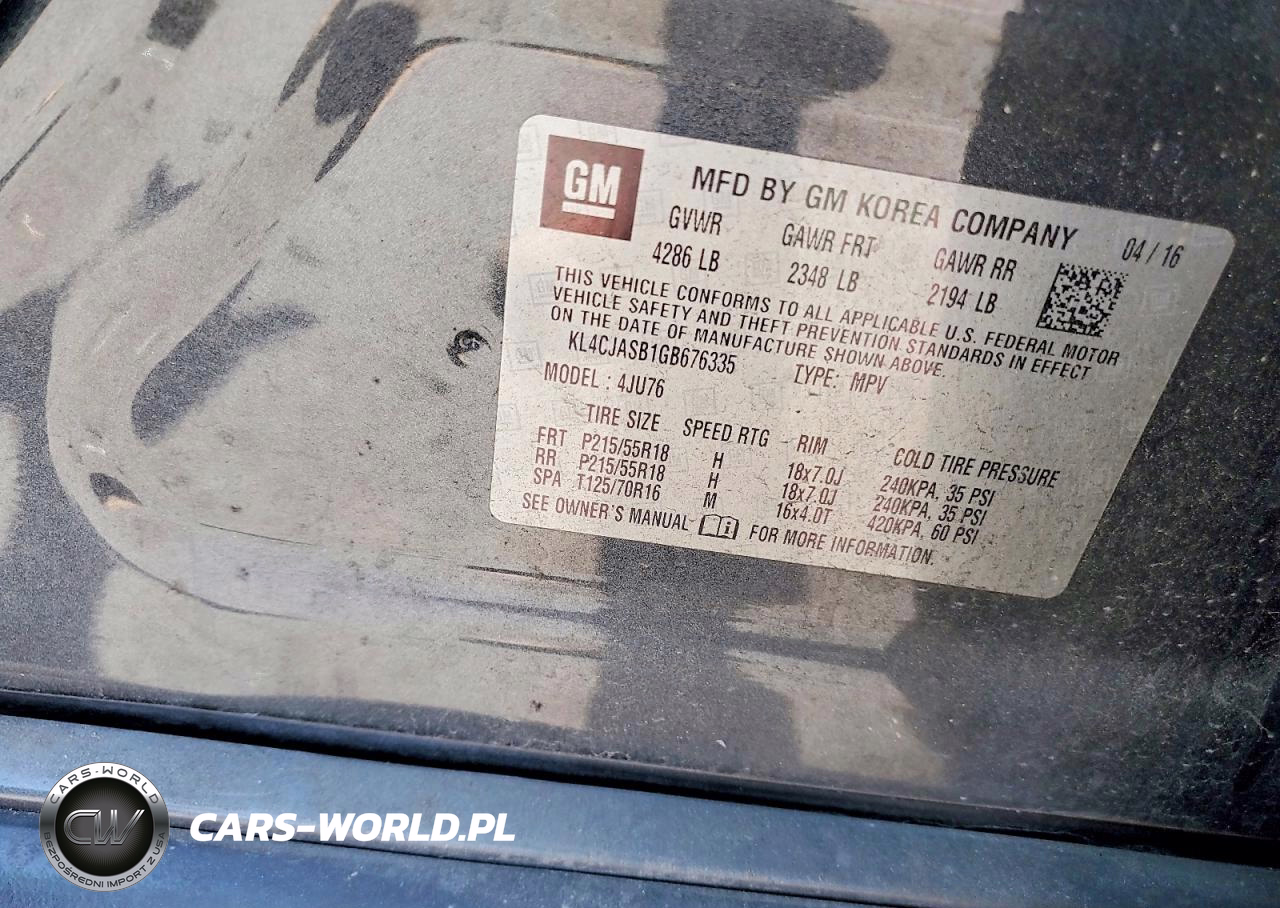 GM
MFD BY GM KOREA COMPANY 04 / 16
GVWR GAWR FRT GAWR RR
4286 LB 2348 LB 2194 LB
THIS VEHICLE CONFORMS TO ALL APPLICABLE U.S. FEDERAL MOTOR
VEHICLE SAFETY AND THEFT PREVENTION STANDARDS IN EFFECT
ON THE DATE OF MANUFACTURE SHOWN ABOVE.
KL4CJASB1GB676335 TYPE: MPV
MODEL : 4JU76
TIRE SIZE SPEED RTG RIM COLD TIRE PRESSURE
FRT P215/55R18 H 18x7.0J 240KPA, 35 PSI
RR P215/55R18 H 18x7.0J 240KPA, 35 PSI
SPA T125/70R16 M 16x4.0T 420KPA, 60 PSI
SEE OWNER'S MANUAL i FOR MORE INFORMATION.
CARS-WORLD
CW
BEZPOŚREDNI IMPORT Z USA
CARS-WORLD.PL